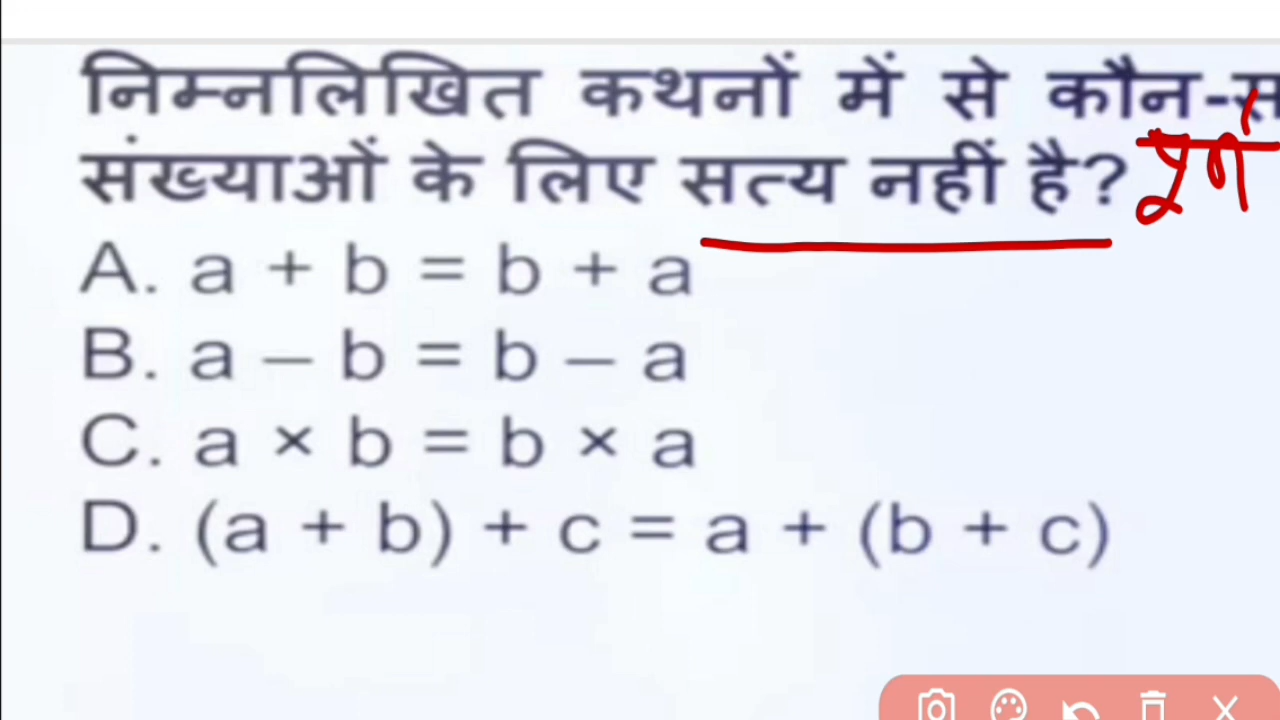 निम्नलिखित कथनों में से कौन-स
संख्याओं के लिए सत्य नहीं है? पूर्ण
A. a + b = b + a
B. a – b = b – a
C. a × b = b × a
D. (a + b) + c = a + (b + c)